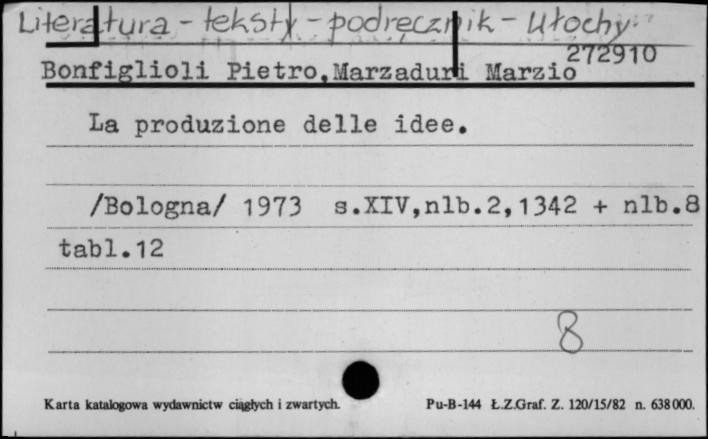 Literatura - teksty - podręcznik - Włochy
272910
Bonfiglioli Pietro,Marzaduri Marzio
La produzione delle idee.
/Bologna/ 1973 s.XIV,nlb.2,1342 + nlb.8
tabl.12
8
Karta katalogowa wydawnictw ciągłych i zwartych. Pu-B-144 Ł.Z.Graf. Z. 120/15/82 n. 638000.